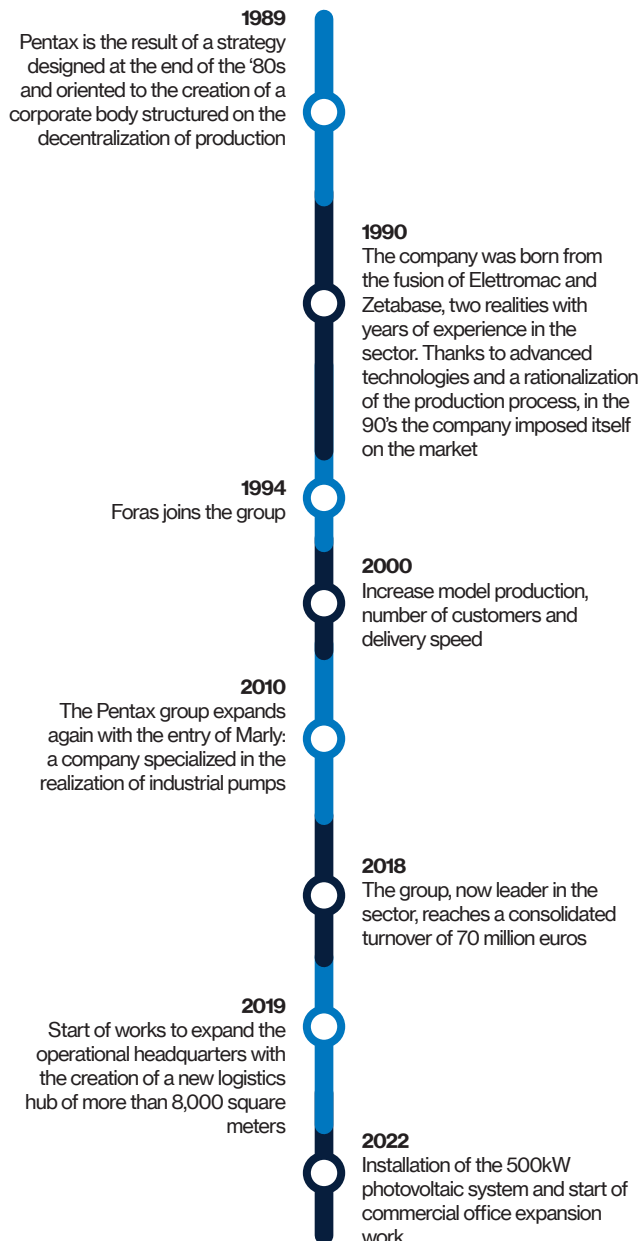 1989
Pentax is the result of a strategy
designed at the end of the ‘80s
and oriented to the creation of a
corporate body structured on the
decentralization of production
1990
The company was born from
the fusion of Elettromac and
Zetabase, two realities with
years of experience in the
sector. Thanks to advanced
technologies and a rationalization
of the production process, in the
90’s the company imposed itself
on the market
1994
Foras joins the group
2000
Increase model production,
number of customers and
delivery speed
2010
The Pentax group expands
again with the entry of Marly:
a company specialized in the
realization of industrial pumps
2018
The group, now leader in the
sector, reaches a consolidated
turnover of 70 million euros
2019
Start of works to expand the
operational headquarters with
the creation of a new logistics
hub of more than 8,000 square
meters
2022
Installation of the 500kW
photovoltaic system and start of
commercial office expansion
work